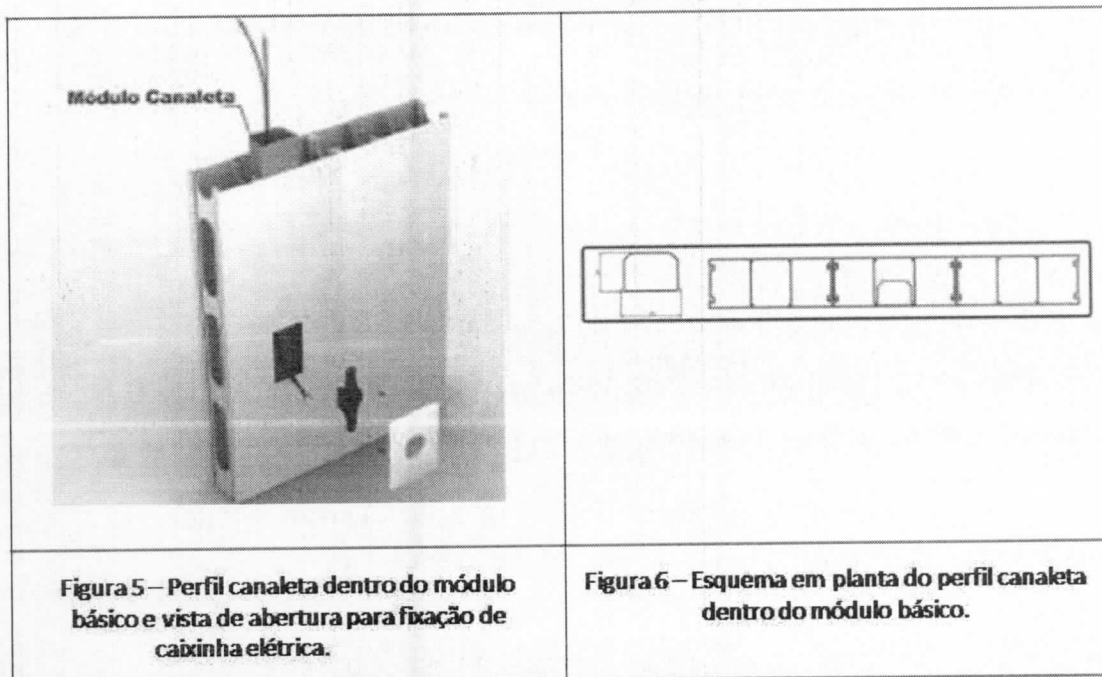 Módulo Canaleta
Figura 5 – Perfil canaleta dentro do módulo
básico e vista de abertura para fixação de
caixinha elétrica.
Figura 6 – Esquema em planta do perfil canaleta
dentro do módulo básico.